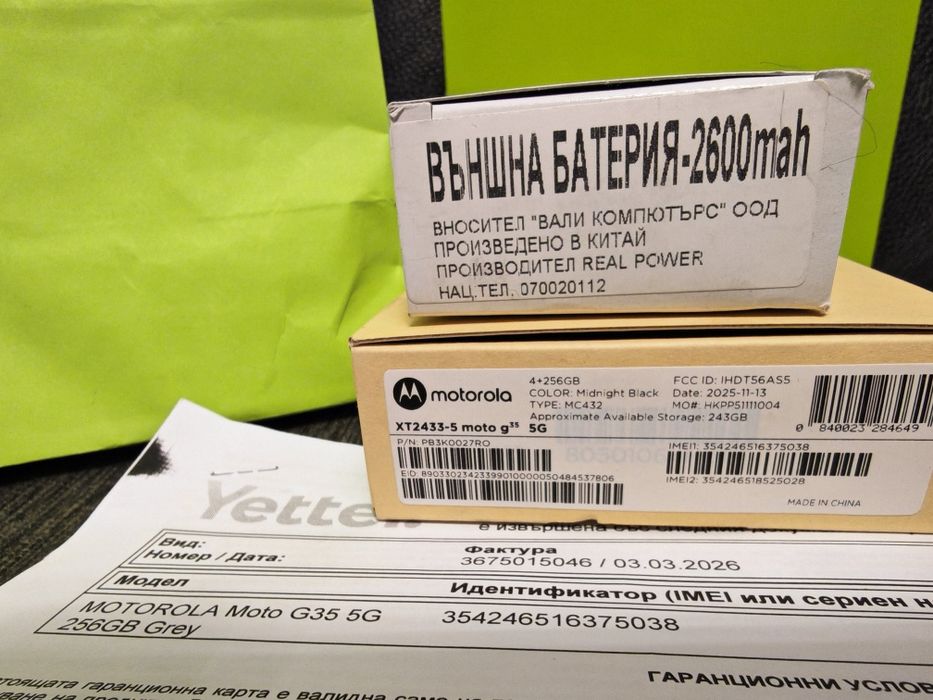 ВЪНШНА БАТЕРИЯ-2600mah
ВНОСИТЕЛ "ВАЛИ КОМПЮТЪРС" ООД
ПРОИЗВЕДЕНО В КИТАЙ
ПРОИЗВОДИТЕЛ REAL POWER
НАЦ.ТЕЛ. 070020112
motorola
4+256GB
COLOR: Midnight Black
TYPE: MC432
Approximate Available Storage: 243GB
FCC ID: IHDT56AS5
Date: 2025-11-13
MO#: HKPP51111004
XT2433-5 moto g35 5G
0 840023 284649
P/N: PB3K0027RO
IMEI1: 354246516375038
EID: 89033023423399010000050484537806
IMEI2: 354246518525028
MADE IN CHINA
Yettel
Вид: Фактура
Номер / Дата: 3675015046 / 03.03.2026
Модел Идентификатор (IMEI или сериен
MOTOROLA Moto G35 5G 354246516375038
256GB Grey
ГАРАНЦИОННИ
гаранционна карта е валидна само